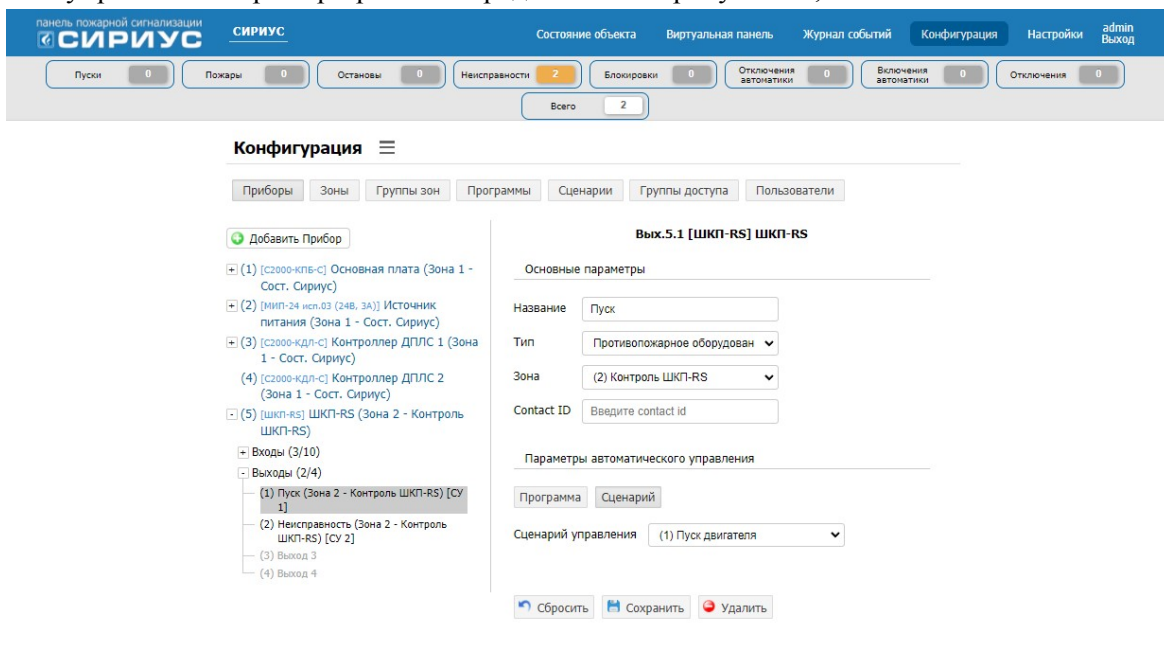 панель пожарной сигнализации
СИРИУС
СИРИУС
Состояние объекта Виртуальная панель Журнал событий Конфигурация Настройки
admin
Выход
Пуски 0 Пожары 0 Остановы 0 Неисправности 2 Блокировки 0 Отключения автоматики 0 Включения автоматики 0 Отключения 0
Всего 2
Конфигурация
Приборы Зоны Группы зон Программы Сценарии Группы доступа Пользователи
Добавить Прибор
(1) [С2000-КПБ-С] Основная плата (Зона 1 -
Сост. Сириус)
(2) [МИП-24 исп.03 (24В, 3А)] Источник
питания (Зона 1 - Сост. Сириус)
(3) [С2000-КДЛ-С] Контроллер ДПЛС 1 (Зона
1 - Сост. Сириус)
(4) [С2000-КДЛ-С] Контроллер ДПЛС 2
(Зона 1 - Сост. Сириус)
(5) [ШКП-RS] ШКП-RS (Зона 2 - Контроль
ШКП-RS)
Входы (3/10)
Выходы (2/4)
(1) Пуск (Зона 2 - Контроль ШКП-RS) [СУ
1]
(2) Неисправность (Зона 2 - Контроль
ШКП-RS) [СУ 2]
(3) Выход 3
(4) Выход 4
Вых.5.1 [ШКП-RS] ШКП-RS
Основные параметры
Название Пуск
Тип Противопожарное оборудован
Зона (2) Контроль ШКП-RS
Contact ID Введите contact id
Параметры автоматического управления
Программа Сценарий
Сценарий управления (1) Пуск двигателя
Сбросить Сохранить Удалить